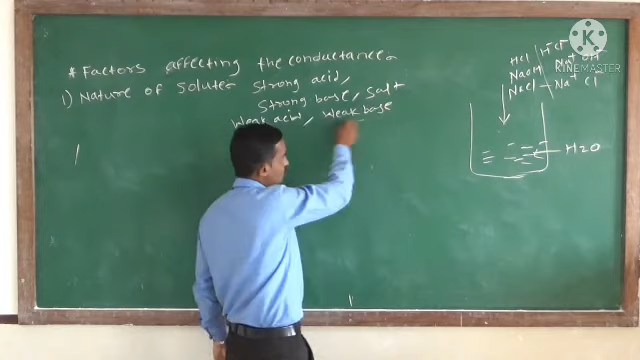 * Factors affecting the conductance-
1) Nature of Solute- Strong acid,
Strong base, Salt
Weak acid, Weak base
HCl / H+ Cl-
NaOH Na+ OH
NaCl Na+ Cl
H2O
KINEMASTER